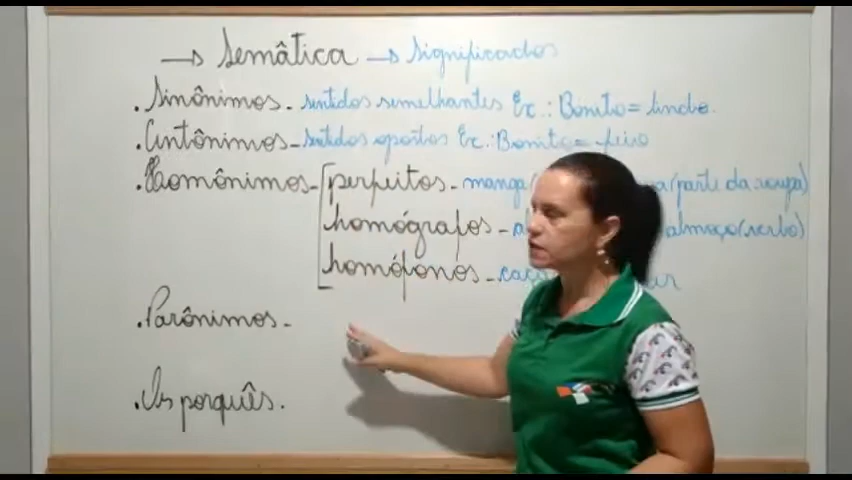 → Semâtica → Significados
. Sinônimos - sentidos semelhantes Ex.: Bonito = lindo.
. Antônimos - sentidos opostos Ex.: Bonito = feio
. Homônimos - perfeitos - manga (parte da roupa)
homógrafos - almoço (verbo)
homófonos -
. Parônimos -
. Os porquês.